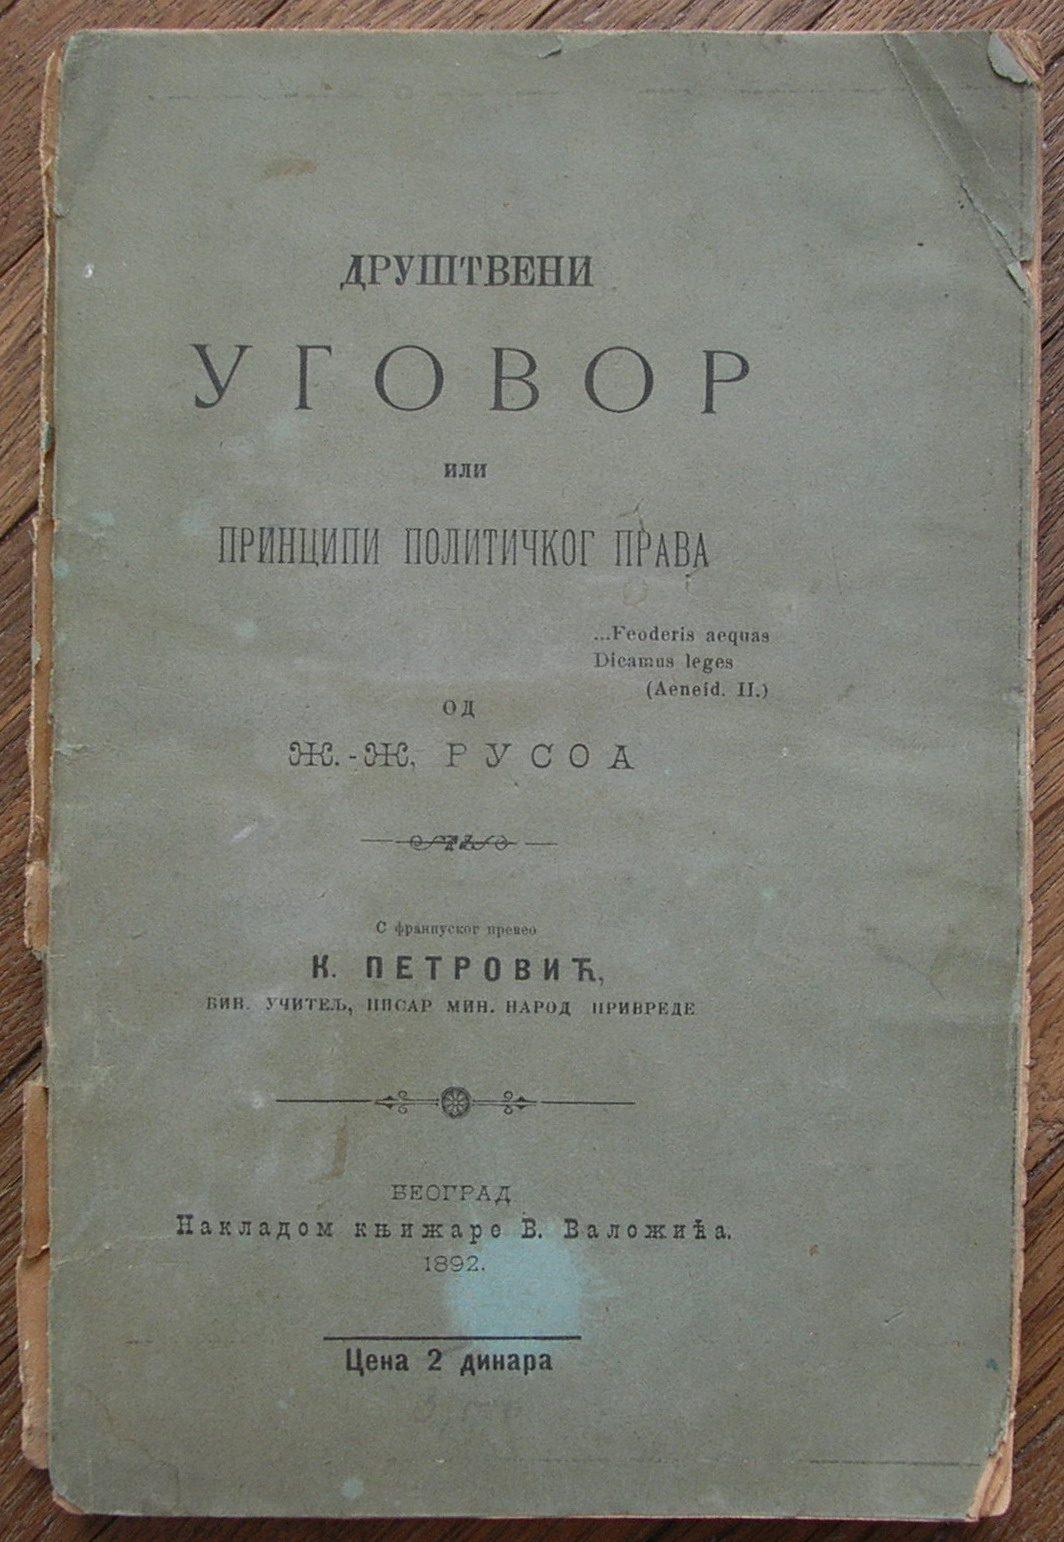 ДРУШТВЕНИ
УГОВОР
ИЛИ
ПРИНЦИПИ ПОЛИТИЧКОГ ПРАВА
...Feoderis aequas
Dicamus leges
(Aeneid. II.)
ОД
Ж.-Ж. РУСОА
С француског превео
К. ПЕТРОВИЋ,
БИВ. УЧИТЕЉ, ПИСАР МИН. НАРОД ПРИВРЕДЕ
БЕОГРАД
Накладом књижаре В. Валожића.
1892.
Цена 2 динара